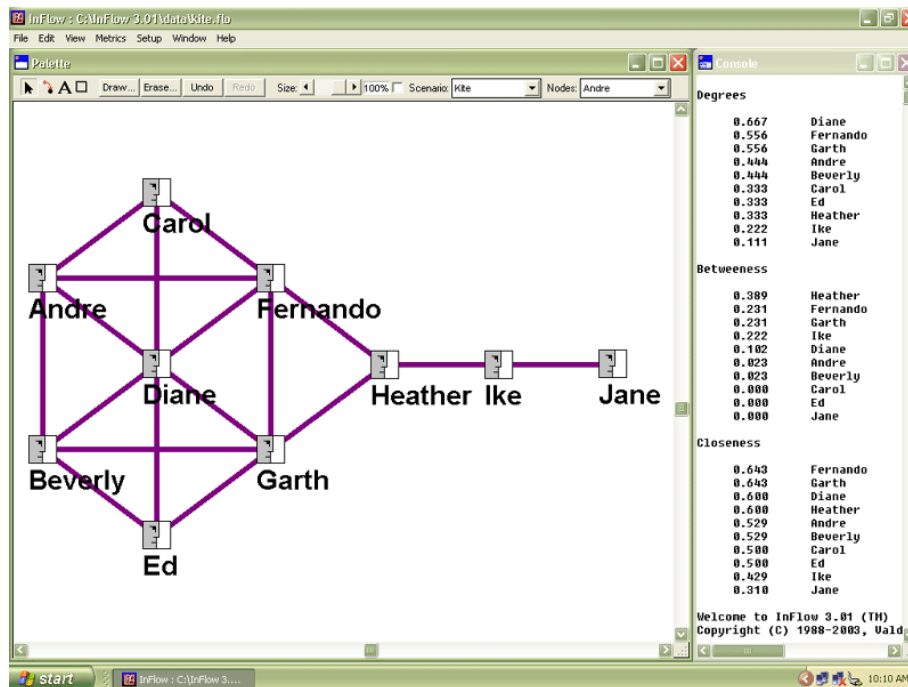 InFlow : C:\InFlow 3.01\data\kite.flo
File Edit View Metrics Setup Window Help
Palette
A Draw... Erase... Undo Redo Size: 100% Scenario: Kite Nodes: Andre
Carol
Andre
Fernando
Diane
Heather
Ike
Jane
Beverly
Garth
Ed
Console
Degrees
0.667 Diane
0.556 Fernando
0.556 Garth
0.444 Andre
0.444 Beverly
0.333 Carol
0.333 Ed
0.333 Heather
0.222 Ike
0.111 Jane
Betweeness
0.389 Heather
0.231 Fernando
0.231 Garth
0.222 Ike
0.102 Diane
0.023 Andre
0.023 Beverly
0.000 Carol
0.000 Ed
0.000 Jane
Closeness
0.643 Fernando
0.643 Garth
0.600 Diane
0.600 Heather
0.529 Andre
0.529 Beverly
0.500 Carol
0.500 Ed
0.429 Ike
0.310 Jane
Welcome to InFlow 3.01 (TM)
Copyright (C) 1988-2003, Vald
start InFlow : C:\InFlow 3.... 10:10 AM